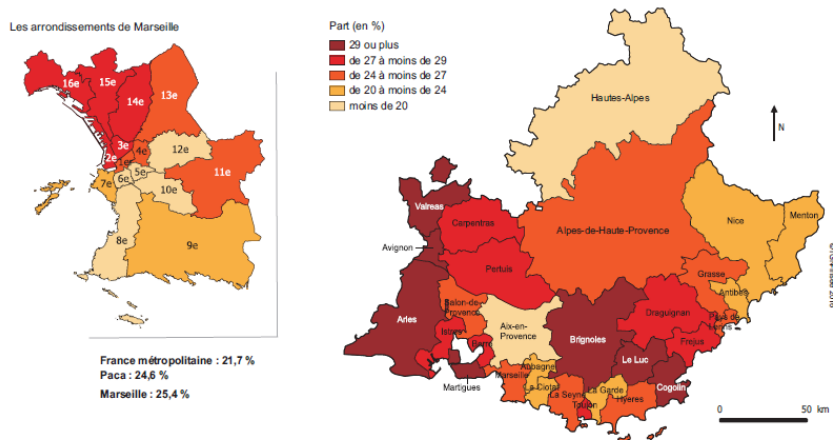 Les arrondissements de Marseille
16e
15e
14e
13e
3e
2e
1er
4e
12e
5e
6e
7e
10e
11e
8e
9e
France métropolitaine : 21,7 %
Paca : 24,6 %
Marseille : 25,4 %
Part (en %)
29 ou plus
de 27 à moins de 29
de 24 à moins de 27
de 20 à moins de 24
moins de 20
N
Hautes-Alpes
Valreas
Carpentras
Avignon
Alpes-de-Haute-Provence
Nice
Menton
Pertuis
Grasse
Antibes
Arles
Salon-de-
Provence
Istres
Berre
Aix-en-
Provence
Brignoles
Draguignan
Pays de
Lérins
Frejus
Le Luc
Cogolin
Martigues
Marseille
Aubagne
La Ciotat
La Seyne
Toulon
La Garde
Hyères
0
50 km